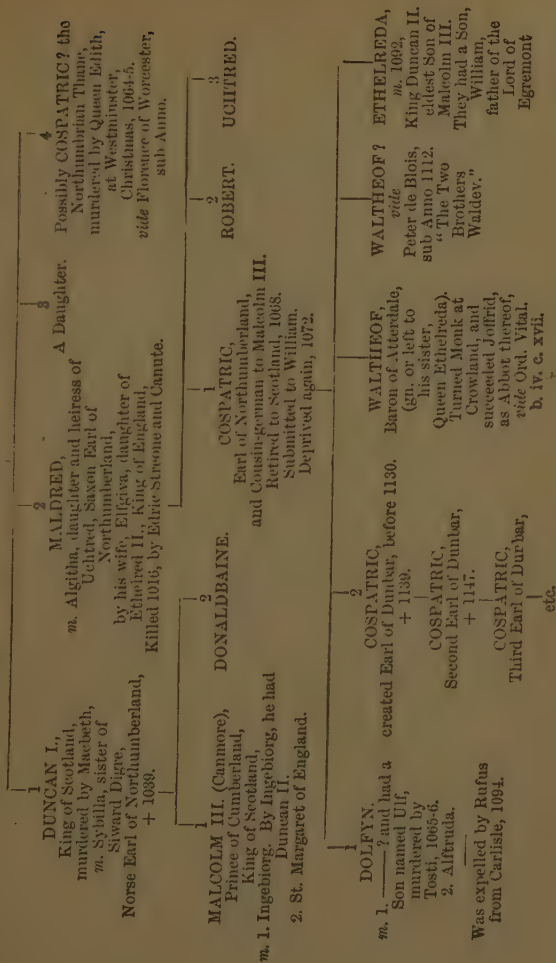 1
DUNCAN I.,
King of Scotland,
murdered by Macbeth,
m. Sybilla, sister of
Siward Digre,
Norse Earl of Northumberland,
+ 1039.
2
MALDRED,
m. Algitha, daughter and heiress of
Uchtred, Saxon Earl of
Northumberland,
by his wife, Elfgiva, daughter of
Ethelred II., King of England,
Killed 1016, by Edric Streone and Canute.
3
A Daughter.
4
Possibly COSPATRIC? the
Northumbrian Thane,
murdered by Queen Edith,
at Westminster,
Christmas, 1064-5.
vide Florence of Worcester,
sub Anno.
1
MALCOLM III. (Canmore),
Prince of Cumberland,
King of Scotland,
m. 1. Ingebiorg. By Ingebiorg, he had
Duncan II.
2. St. Margaret of England.
2
DONALDBAINE.
1
COSPATRIC,
Earl of Northumberland,
and Cousin-german to Malcolm III.
Retired to Scotland, 1068.
Submitted to William.
Deprived again, 1072.
2
ROBERT.
3
UCHTRED.
1
DOLFYN.
m. 1. —— ? and had a
Son named Ulf,
murdered by
Tosti, 1065-6.
2. Alftruda.
Was expelled by Rufus
from Carlisle, 1094.
2
COSPATRIC,
created Earl of Dunbar, before 1130.
+ 1139.
COSPATRIC,
Second Earl of Dunbar,
+ 1147.
COSPATRIC,
Third Earl of Durbar,
etc.
WALTHEOF,
Baron of Atterdale,
(gn. or left to
his sister,
Queen Ethelreda).
Turned Monk at
Crowland, and
succeeded Joffrid,
as Abbot thereof,
vide Ord. Vital.
b. iv. c. xvii.
WALTHEOF?
vide
Peter de Blois,
sub Anno 1112.
"The Two
Brothers
Waldev."
ETHELREDA,
m. 1092,
King Duncan II.
eldest Son of
Malcolm III.
They had a Son,
William,
father of the
Lord of
Egremont